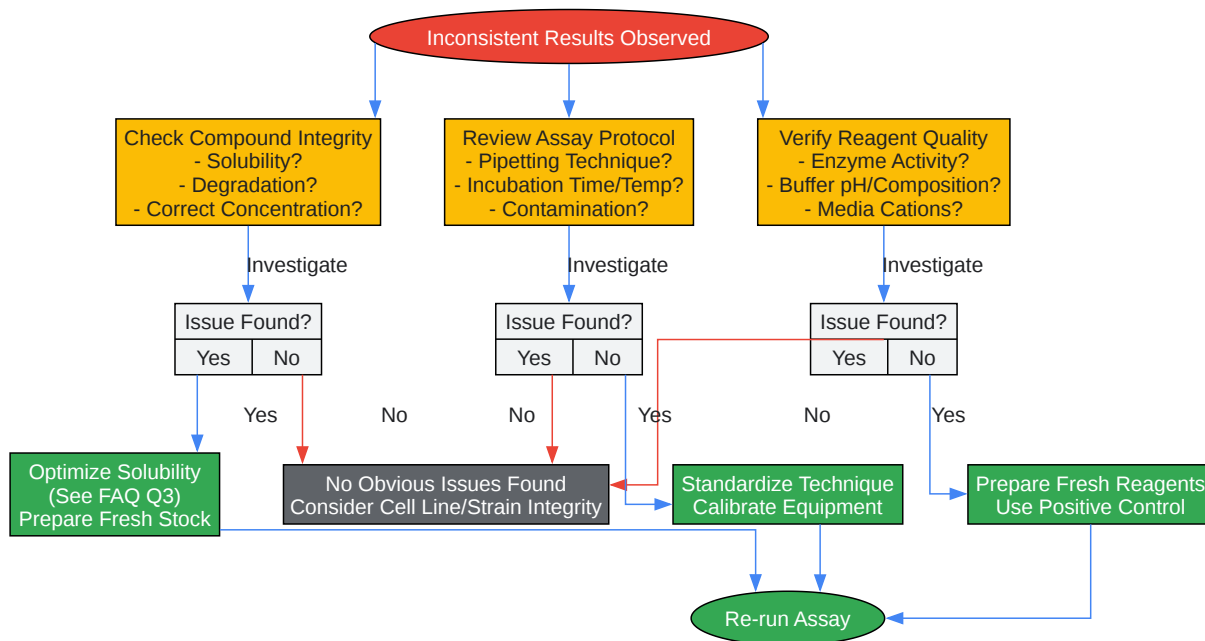 Inconsistent Results Observed
Check Compound Integrity
- Solubility?
- Degradation?
- Correct Concentration?
Review Assay Protocol
- Pipetting Technique?
- Incubation Time/Temp?
- Contamination?
Verify Reagent Quality
- Enzyme Activity?
- Buffer pH/Composition?
- Media Cations?
Investigate
Investigate
Investigate
Issue Found?
Yes
No
Issue Found?
Yes
No
Issue Found?
Yes
No
Yes
No
No
Yes
No
Yes
Optimize Solubility
(See FAQ Q3)
Prepare Fresh Stock
No Obvious Issues Found
Consider Cell Line/Strain Integrity
Standardize Technique
Calibrate Equipment
Prepare Fresh Reagents
Use Positive Control
Re-run Assay